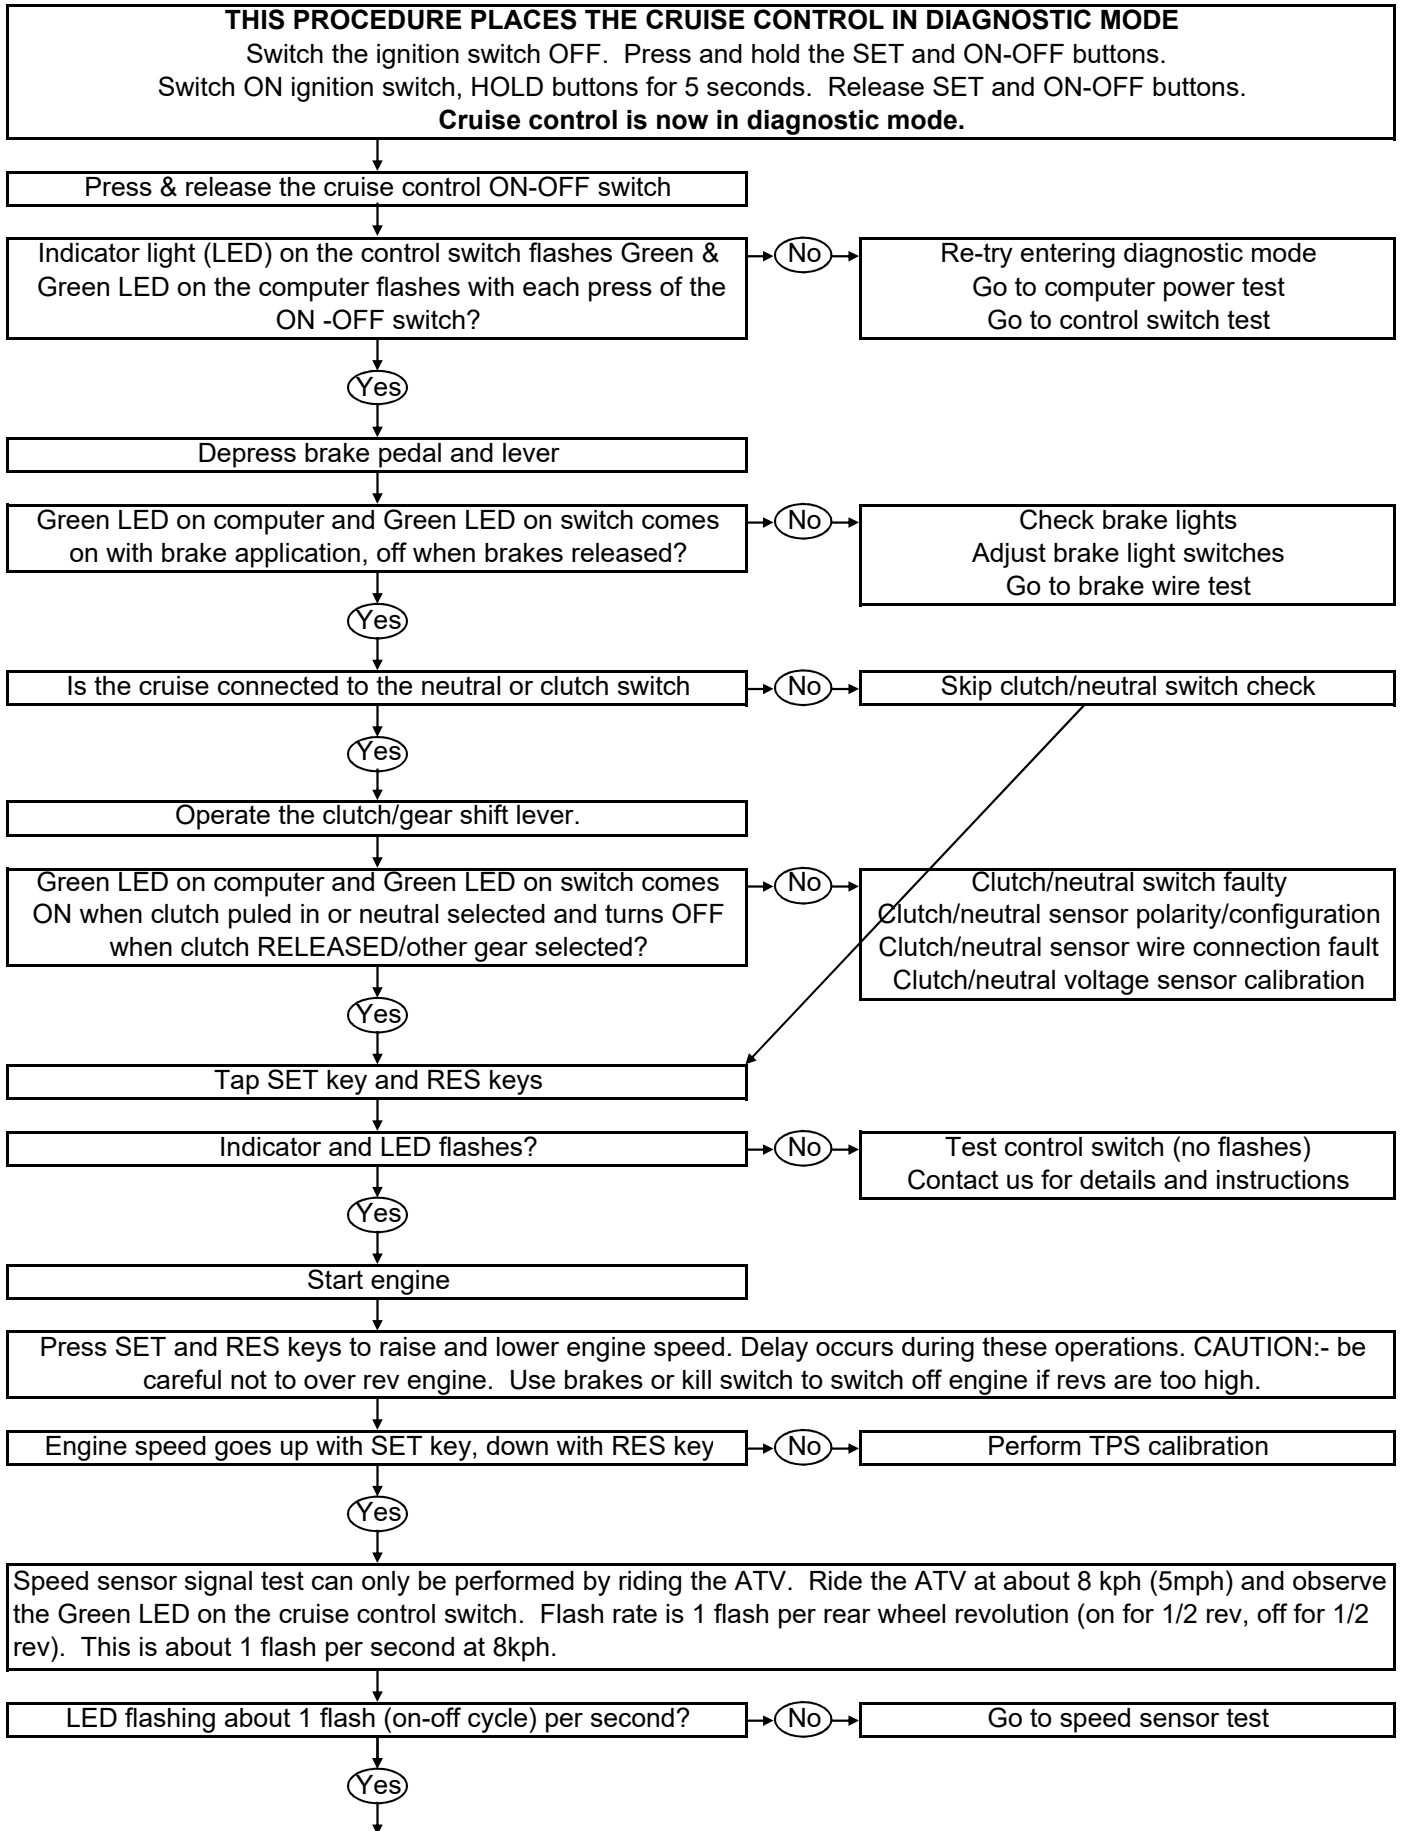 THIS PROCEDURE PLACES THE CRUISE CONTROL IN DIAGNOSTIC MODE
Switch the ignition switch OFF.  Press and hold the SET and ON-OFF buttons.
Switch ON ignition switch, HOLD buttons for 5 seconds.  Release SET and ON-OFF buttons.
Cruise control is now in diagnostic mode.
Press & release the cruise control ON-OFF switch
Indicator light (LED) on the control switch flashes Green &
Green LED on the computer flashes with each press of the
ON -OFF switch?
No
Re-try entering diagnostic mode
Go to computer power test
Go to control switch test
Yes
Depress brake pedal and lever
Green LED on computer and Green LED on switch comes
on with brake application, off when brakes released?
No
Check brake lights
Adjust brake light switches
Go to brake wire test
Yes
Is the cruise connected to the neutral or clutch switch
No
Skip clutch/neutral switch check
Yes
Operate the clutch/gear shift lever.
Green LED on computer and Green LED on switch comes
ON when clutch puled in or neutral selected and turns OFF
when clutch RELEASED/other gear selected?
No
Clutch/neutral switch faulty
Clutch/neutral sensor polarity/configuration
Clutch/neutral sensor wire connection fault
Clutch/neutral voltage sensor calibration
Yes
Tap SET key and RES keys
Indicator and LED flashes?
No
Test control switch (no flashes)
Contact us for details and instructions
Yes
Start engine
Press SET and RES keys to raise and lower engine speed. Delay occurs during these operations. CAUTION:- be
careful not to over rev engine.  Use brakes or kill switch to switch off engine if revs are too high.
Engine speed goes up with SET key, down with RES key
No
Perform TPS calibration
Yes
Speed sensor signal test can only be performed by riding the ATV.  Ride the ATV at about 8 kph (5mph) and observe
the Green LED on the cruise control switch.  Flash rate is 1 flash per rear wheel revolution (on for 1/2 rev, off for 1/2
rev).  This is about 1 flash per second at 8kph.
LED flashing about 1 flash (on-off cycle) per second?
No
Go to speed sensor test
Yes